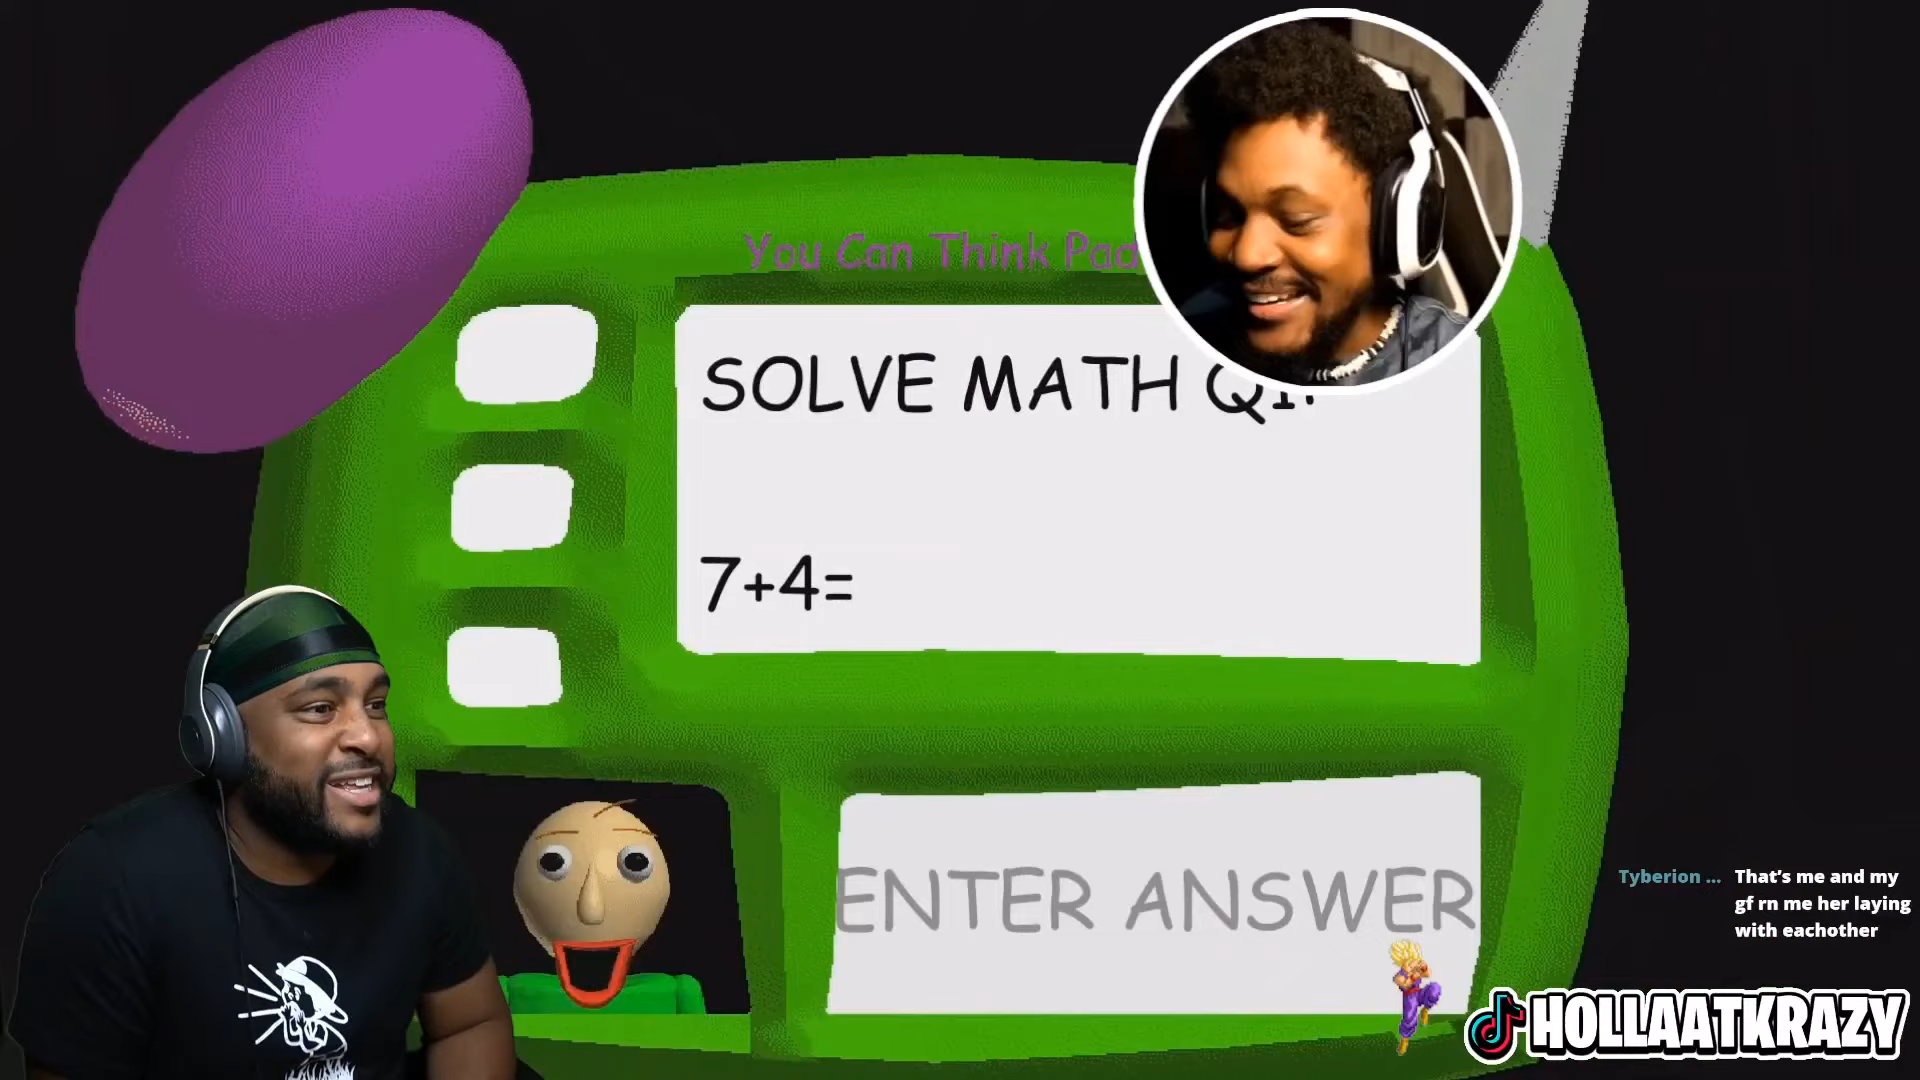 You Can Think Pad
SOLVE MATH
7+4=
ENTER ANSWER
Tyberion ... That's me and my
gf rn me her laying
with eachother
HOLLAATKRAZY